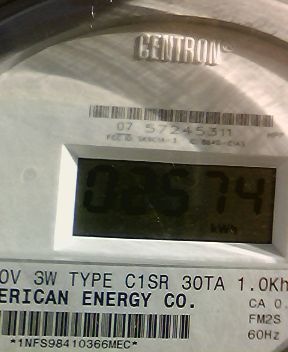 CENTRON
07 57245311
02674
kWh
0V 3W TYPE C1SR 30TA 1.0Kh
ERICAN ENERGY CO.
CA 0.
FM2S
60Hz
*1NFS98410366MEC*